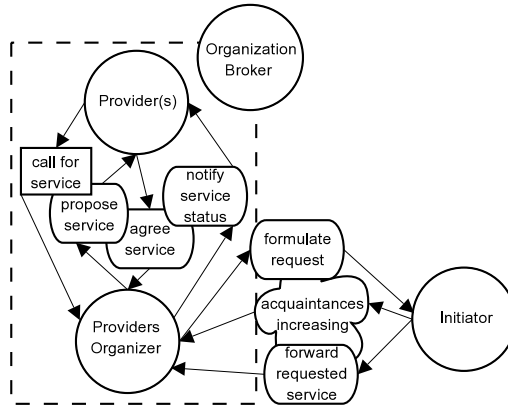 Organization
Broker
Provider(s)
call for
service
propose
service
agree
service
notify
service
status
formulate
request
acquaintances
increasing
forward
requested
service
Providers
Organizer
Initiator